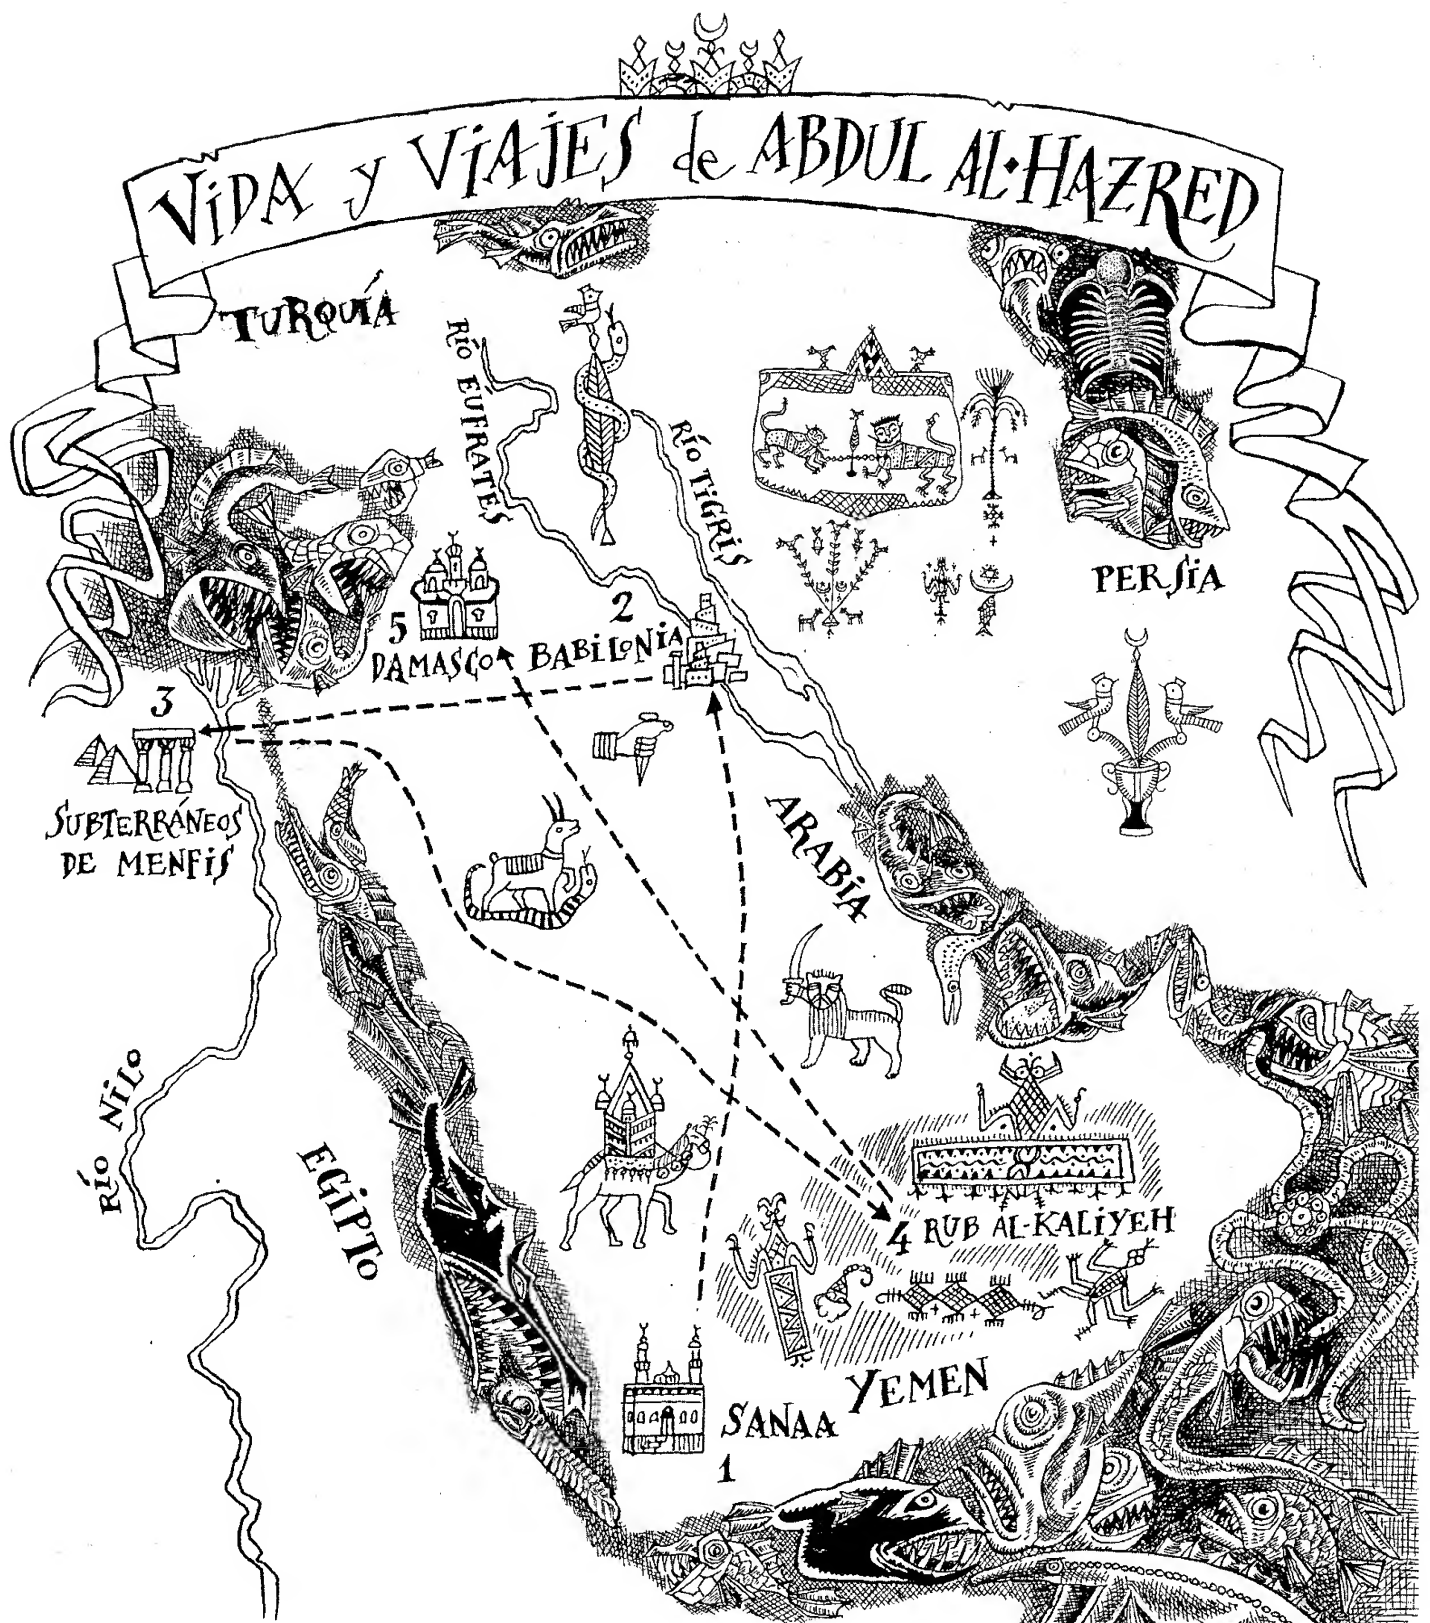 VIDA y VIAJES de ABDUL AL·HAZRED
TURQUÍA
RÍO EUFRATES
RÍO TIGRIS
PERSIA
5
DAMASCO
2
BABILONIA
3
SUBTERRÁNEOS
DE MENFIS
ARABIA
RÍO NILO
EGIPTO
4 RUB AL-KALIYEH
YEMEN
SANAA
1